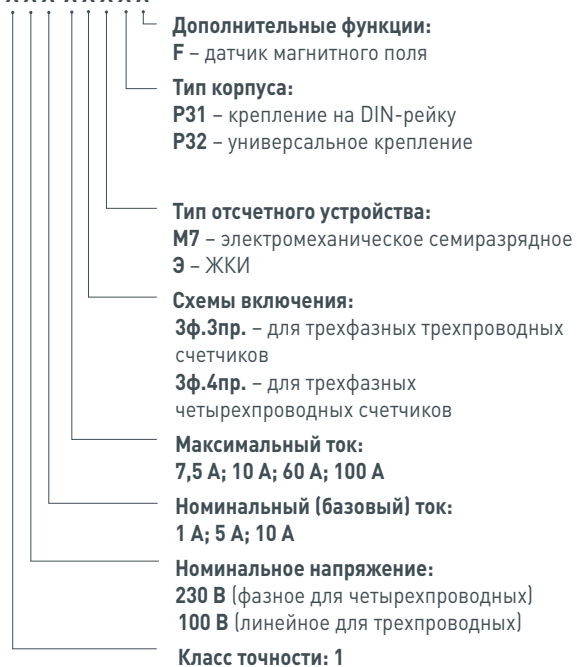 Дополнительные функции:
F – датчик магнитного поля
Тип корпуса:
P31 – крепление на DIN-рейку
P32 – универсальное крепление
Тип отсчетного устройства:
М7 – электромеханическое семиразрядное
Э – ЖКИ
Схемы включения:
3ф.3пр. – для трехфазных трехпроводных
счетчиков
3ф.4пр. – для трехфазных
четырехпроводных счетчиков
Максимальный ток:
7,5 А; 10 А; 60 А; 100 А
Номинальный (базовый) ток:
1 А; 5 А; 10 А
Номинальное напряжение:
230 В (фазное для четырехпроводных)
100 В (линейное для трехпроводных)
Класс точности: 1